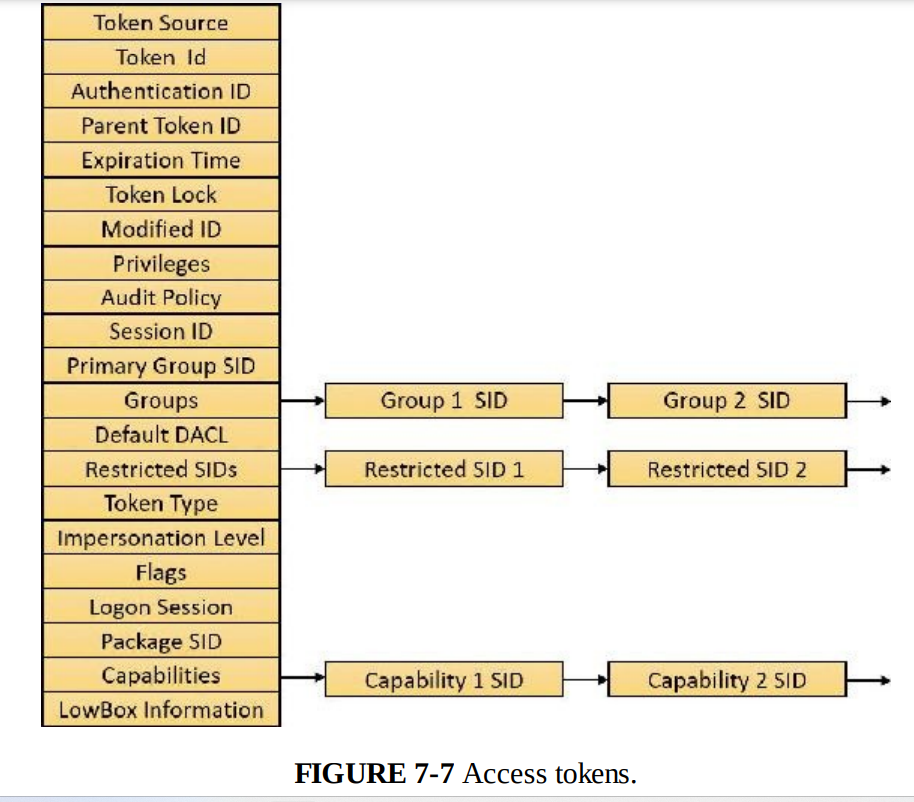 Token Source
Token Id
Authentication ID
Parent Token ID
Expiration Time
Token Lock
Modified ID
Privileges
Audit Policy
Session ID
Primary Group SID
Groups Group 1 SID Group 2 SID
Default DACL
Restricted SIDs Restricted SID 1 Restricted SID 2
Token Type
Impersonation Level
Flags
Logon Session
Package SID
Capabilities Capability 1 SID Capability 2 SID
LowBox Information
FIGURE 7-7 Access tokens.